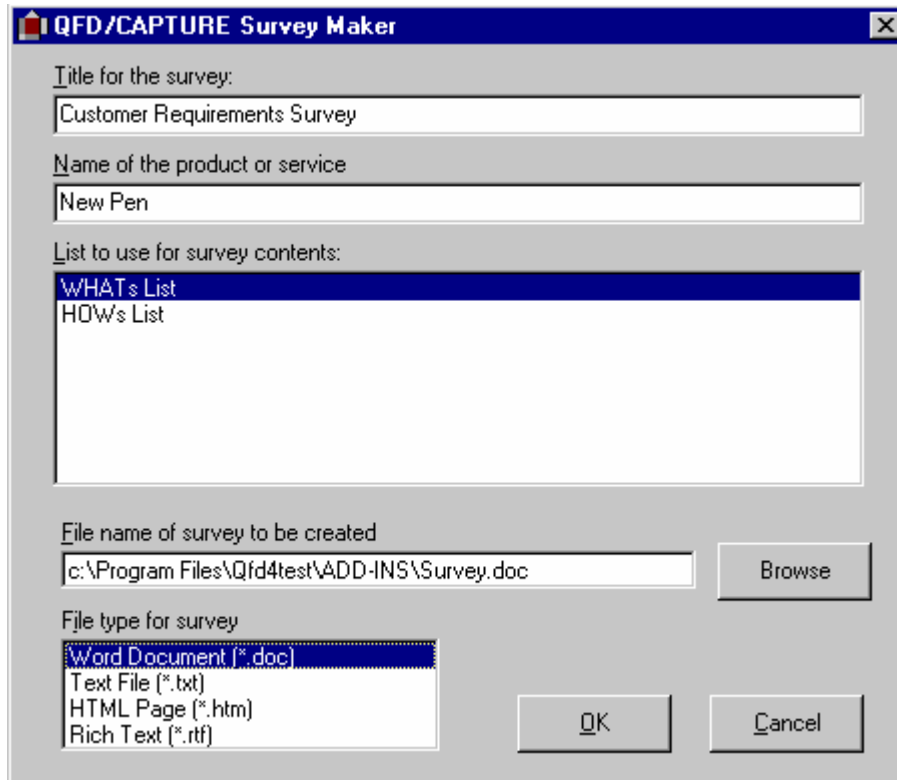 QFD/CAPTURE Survey Maker
Title for the survey:
Customer Requirements Survey
Name of the product or service
New Pen
List to use for survey contents:
WHATs List
HOWs List
File name of survey to be created
c:\Program Files\Qfd4test\ADD-INS\Survey.doc
Browse
File type for survey
Word Document (*.doc)
Text File (*.txt)
HTML Page (*.htm)
Rich Text (*.rtf)
OK
Cancel